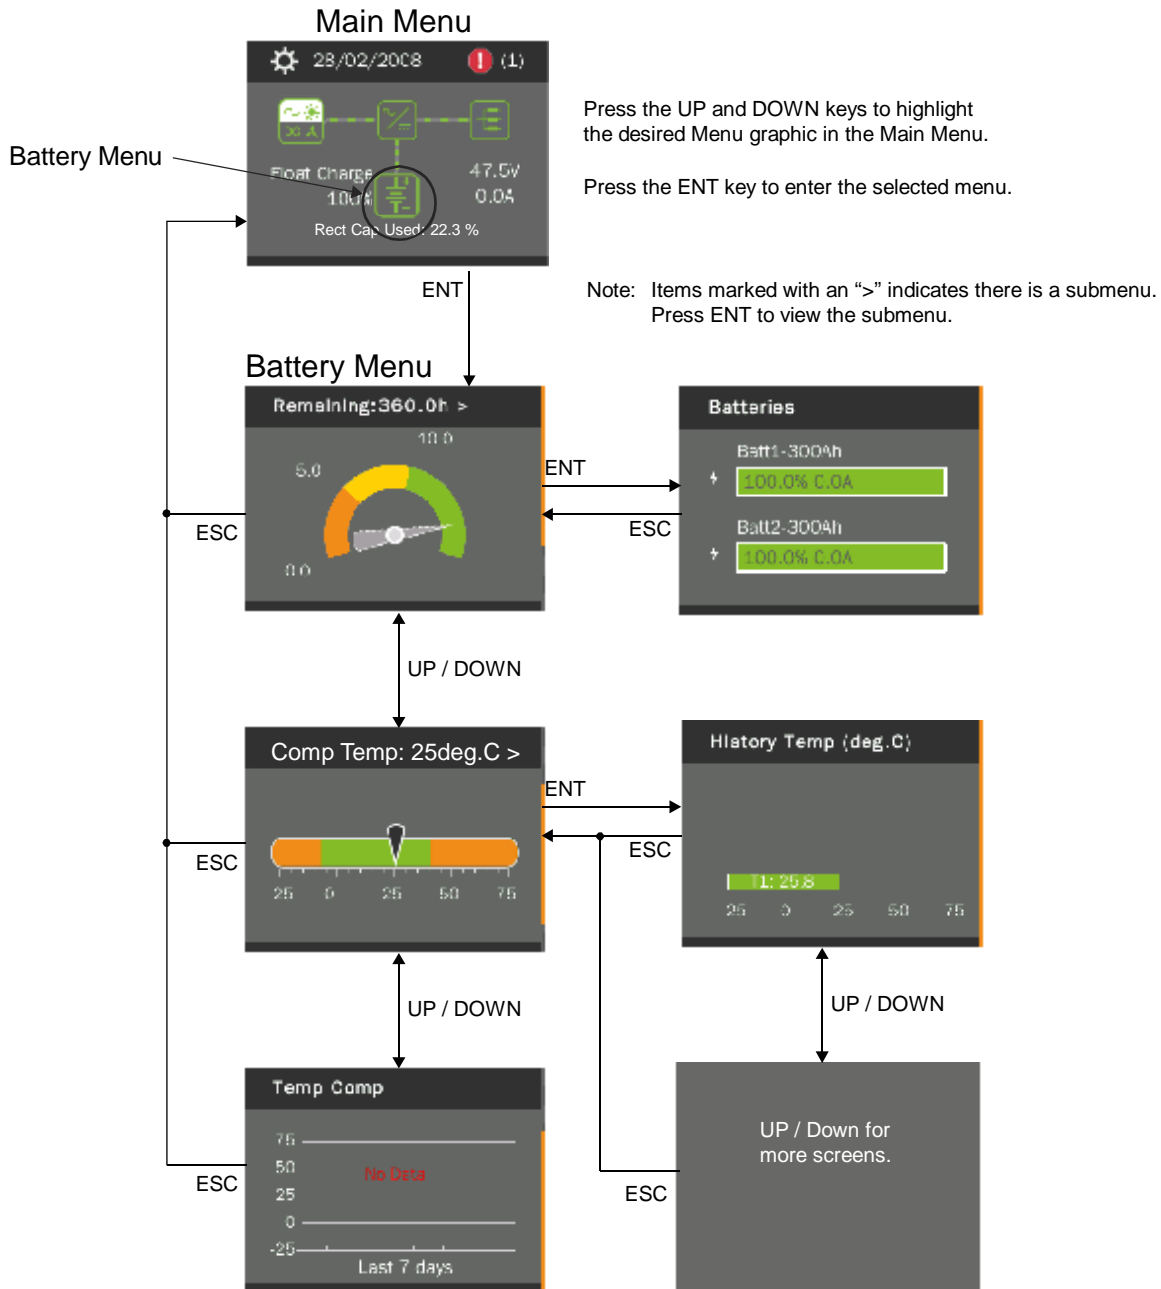 Main Menu
28/02/2008 (1)
Press the UP and DOWN keys to highlight
the desired Menu graphic in the Main Menu.
Battery Menu
Float Charge 47.5V
100% 0.0A
Press the ENT key to enter the selected menu.
Rect Cap Used: 22.3 %
ENT
Note: Items marked with an “>” indicates there is a submenu.
Press ENT to view the submenu.
Battery Menu
Remaining:360.0h >
10.0
5.0
0.0
ENT
ESC
ESC
Batteries
Batt1-300Ah
100.0% 0.0A
Batt2-300Ah
100.0% 0.0A
UP / DOWN
Comp Temp: 25deg.C >
25 0 25 50 75
ENT
ESC
ESC
History Temp (deg.C)
T1: 25.8
25 0 25 50 75
UP / DOWN
UP / DOWN
Temp Comp
75
50
No Data
25
0
-25
Last 7 days
ESC
UP / Down for
more screens.
ESC